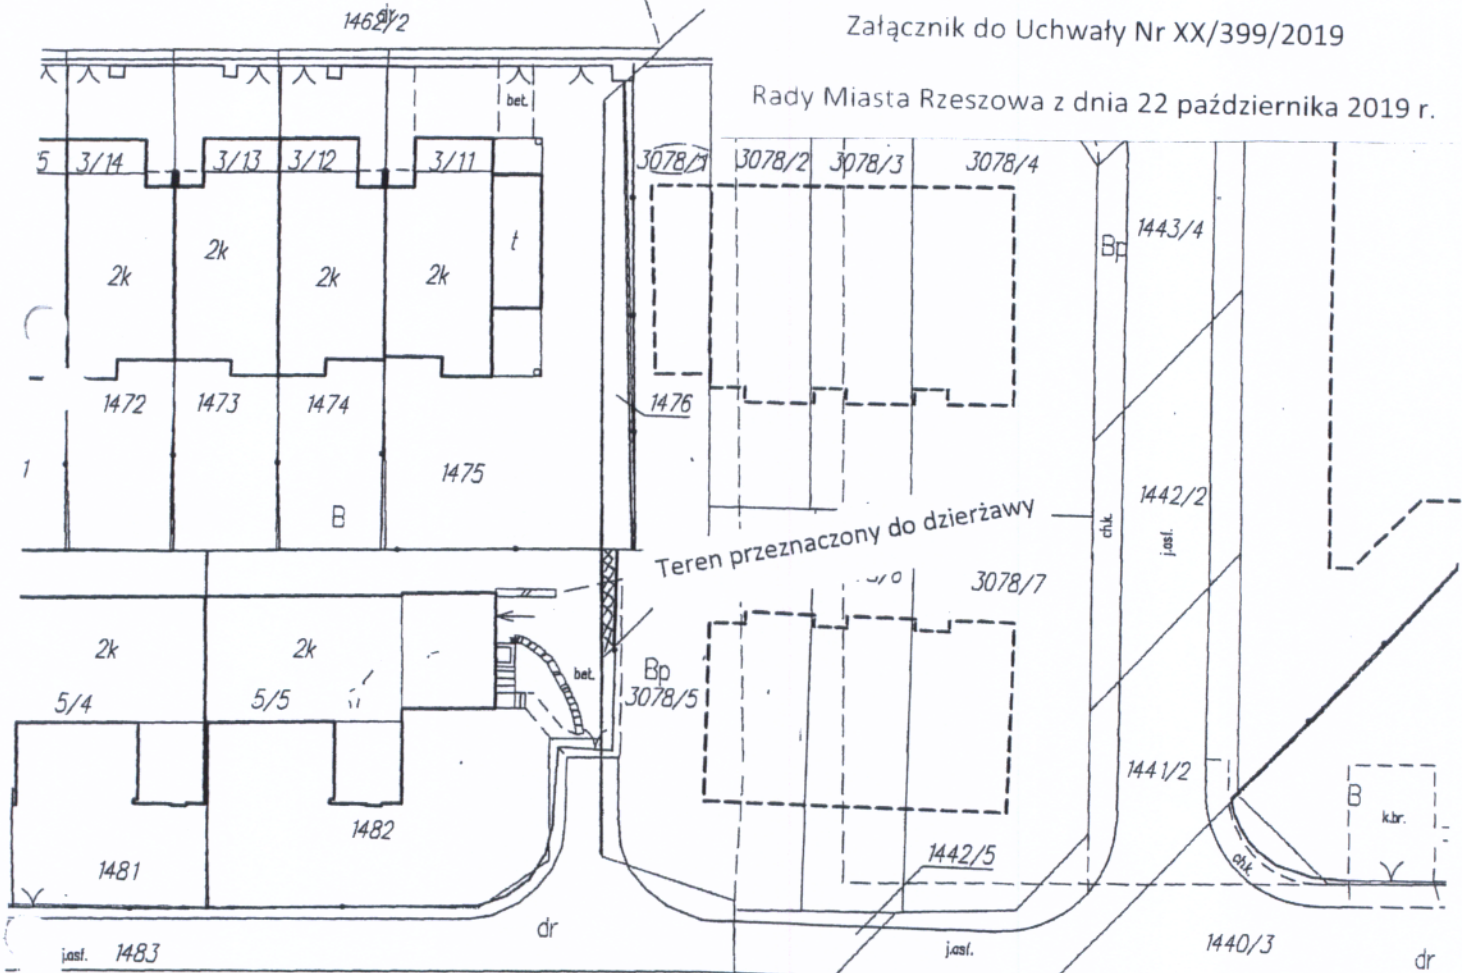 1462/2
Załącznik do Uchwały Nr XX/399/2019
Rady Miasta Rzeszowa z dnia 22 października 2019 r.
bet.
5 3/14 3/13 3/12 3/11 3078/1 3078/2 3078/3 3078/4
2k 2k 2k 2k t
Bp 1443/4
1472 1473 1474 1476
1 1475
B
1442/2
ch.k. j.asf.
Teren przeznaczony do dzierżawy
3078/7
2k 2k
bet. Bp
5/4 5/5 3078/5
1441/2
B
k.br.
1482
1442/5
ch.k.
1481
dr
j.asf. 1483 j.asf. 1440/3 dr